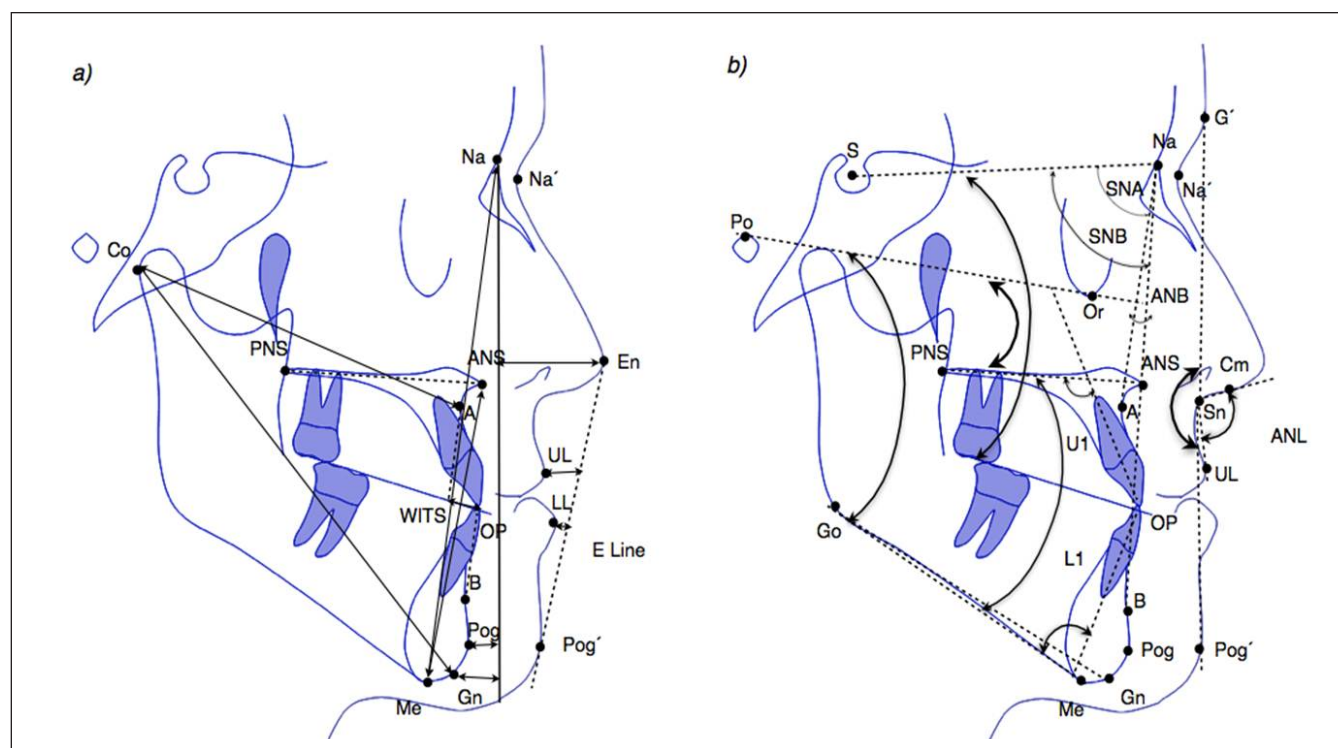 a)
Na
Na´
Co
PNS
ANS
En
A
UL
WITS
LL
OP
E Line
B
Pog
Pog´
Gn
Me
b)
G´
Na
S
SNA
Na´
Po
SNB
ANB
Or
PNS
ANS
Cm
A
Sn
U1
ANL
UL
OP
Go
L1
B
Pog
Pog´
Gn
Me